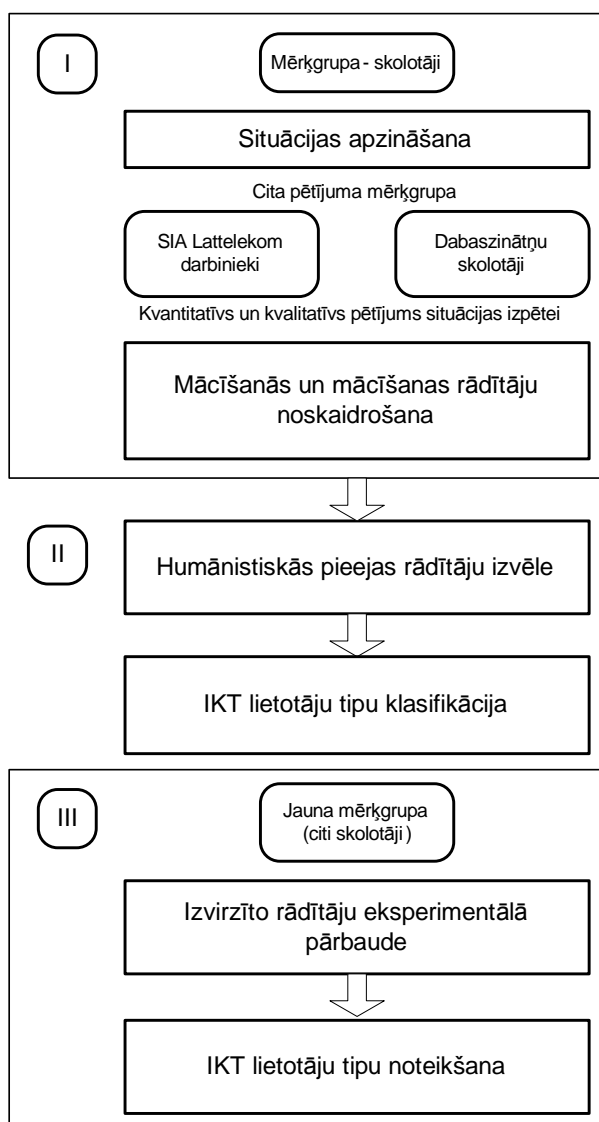 I
Mērķgrupa - skolotāji
Situācijas apzināšana
Cita pētījuma mērķgrupa
SIA Lattelekom
darbinieki
Dabaszinātņu
skolotāji
Kvantitatīvs un kvalitatīvs pētījums situācijas izpētei
Mācīšanās un mācīšanas rādītāju
noskaidrošana
II
Humānistiskās pieejas rādītāju izvēle
IKT lietotāju tipu klasifikācija
III
Jauna mērķgrupa
(citi skolotāji)
Izvirzīto rādītāju eksperimentālā
pārbaude
IKT lietotāju tipu noteikšana